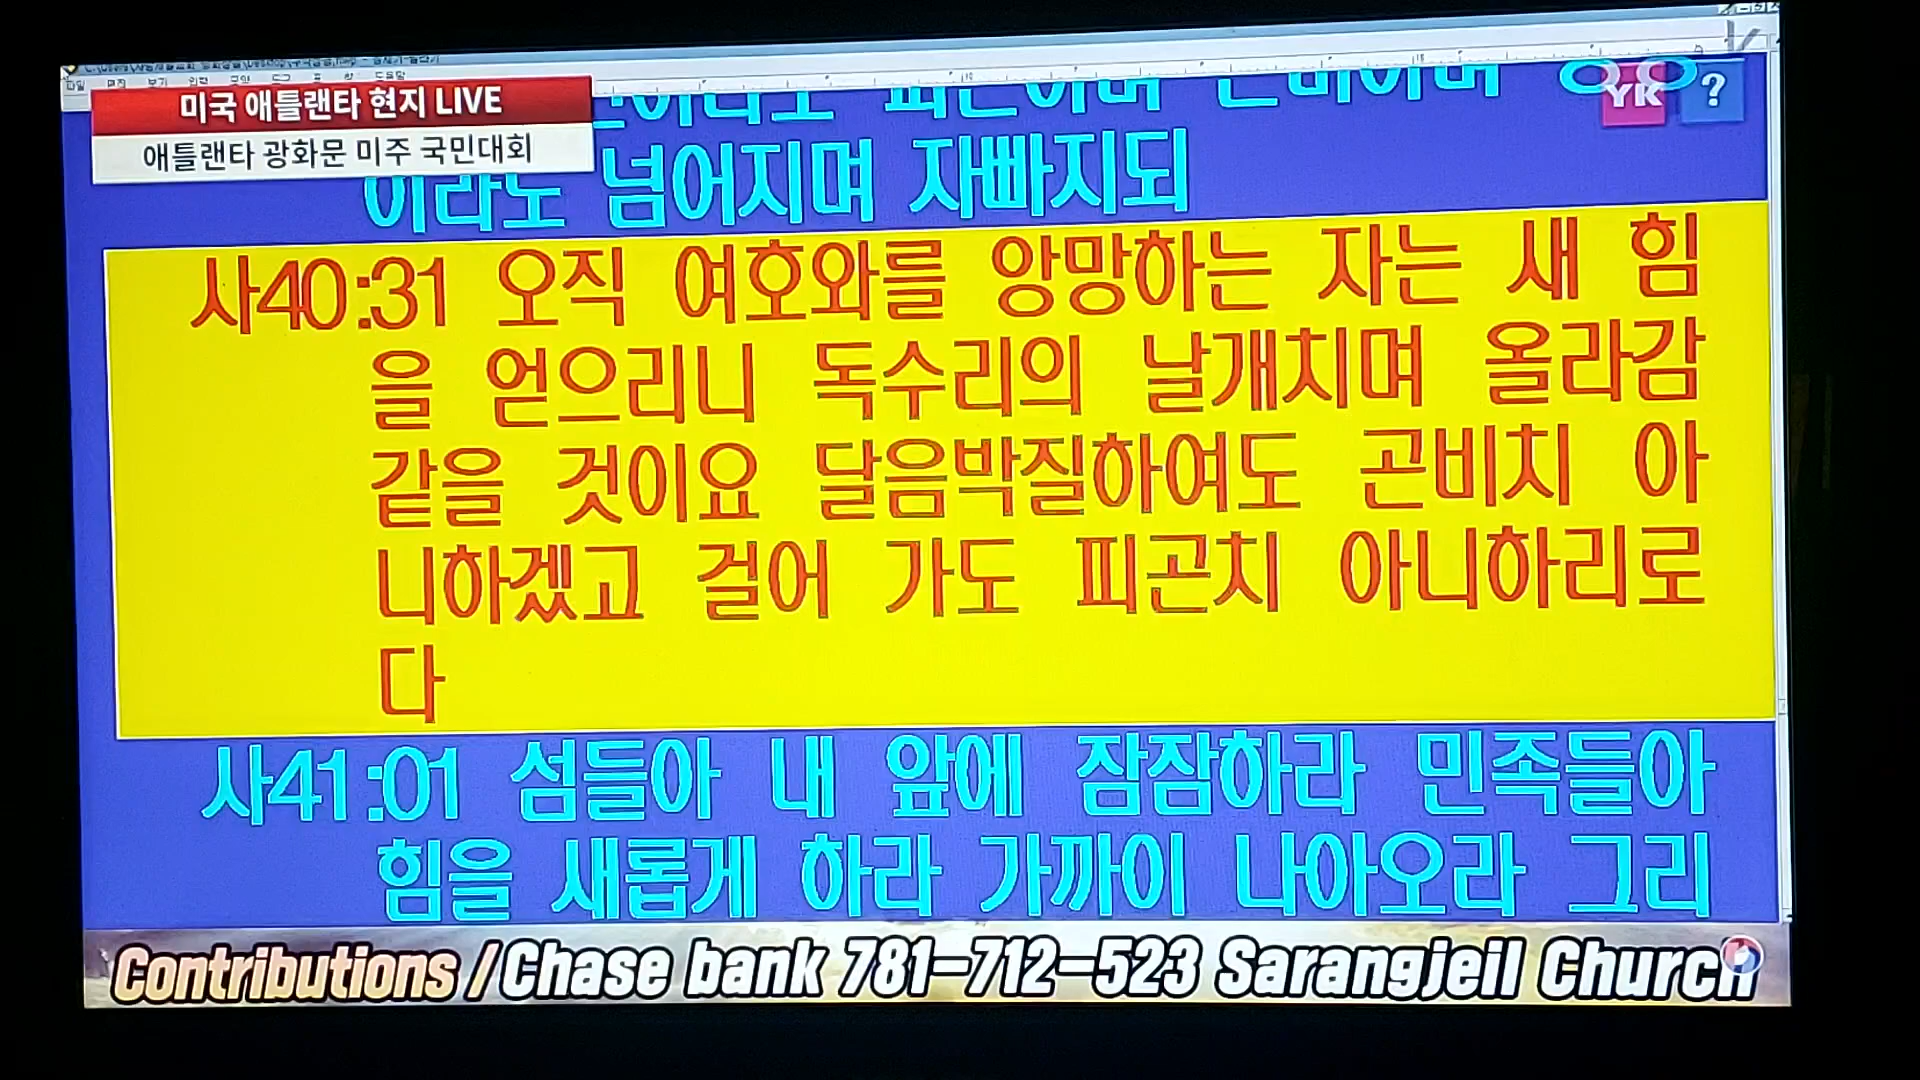 미국 애틀랜타 현지 LIVE
애틀랜타 광화문 미주 국민대회
YK ?
이라도 넘어지며 자빠지되
사40:31 오직 여호와를 앙망하는 자는 새 힘
을 얻으리니 독수리의 날개치며 올라감
같을 것이요 달음박질하여도 곤비치 아
니하겠고 걸어 가도 피곤치 아니하리로
다
사41:01 섬들아 내 앞에 잠잠하라 민족들아
힘을 새롭게 하라 가까이 나아오라 그리
Contributions /Chase bank 781-712-523 Sarangjeil Church